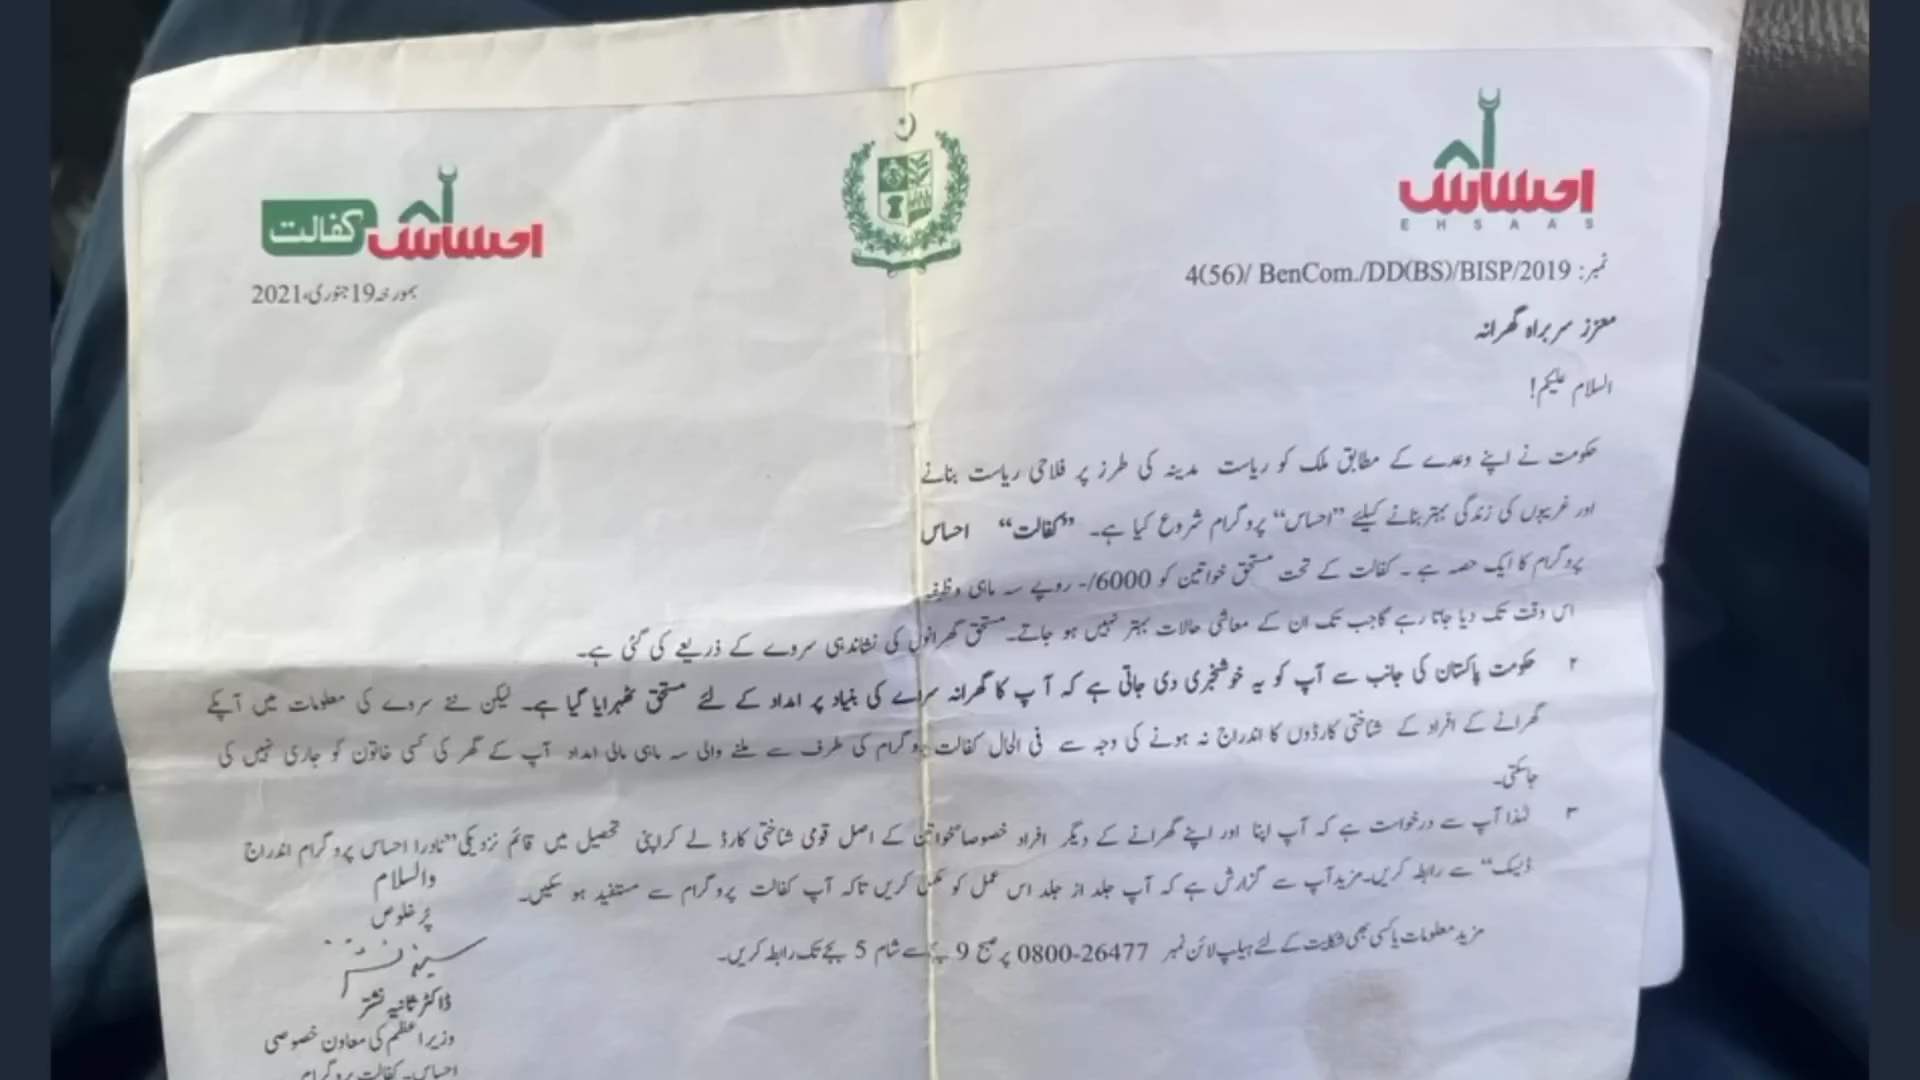 احساس کفالت
احساس
EHSAAS
نمبر: 4(56)/ BenCom./DD(BS)/BISP/2019
بمورخہ 19 جنوری، 2021
معزز سربراہ گھرانہ
السلام علیکم!
حکومت نے اپنے وعدے کے مطابق ملک کو ریاست مدینہ کی طرز پر فلاحی ریاست بنانے
اور غریبوں کی زندگی بہتر بنانے کیلئے "احساس" پروگرام شروع کیا ہے۔ "کفالت" احساس
پروگرام کا ایک حصہ ہے ۔ کفالت کے تحت مستحق خواتین کو 6000/- روپے سہ ماہی وظیفہ
اس وقت تک دیا جاتا رہے گا جب تک ان کے معاشی حالات بہتر نہیں ہو جاتے۔ مستحق گھرانوں کی نشاندہی سروے کے ذریعے کی گئی ہے۔
۲ حکومت پاکستان کی جانب سے آپ کو یہ خوشخبری دی جاتی ہے کہ آپ کا گھرانہ سروے کی بنیاد پر امداد کے لئے مستحق ٹھہرایا گیا ہے۔ لیکن نئے سروے کی معلومات میں آپکے
گھرانے کے افراد کے شناختی کارڈوں کا اندراج نہ ہونے کی وجہ سے فی الحال کفالت پروگرام کی طرف سے ملنے والی سہ ماہی مالی امداد آپ کے گھر کی کسی خاتون کو جاری نہیں کی
جاسکتی۔
۳ لہٰذا آپ سے درخواست ہے کہ آپ اپنا اور اپنے گھرانے کے دیگر افراد خصوصاً خواتین کے اصل قومی شناختی کارڈ لے کر اپنی تحصیل میں قائم نزدیکی "نادرا احساس پروگرام اندراج
ڈیسک" سے رابطہ کریں۔ مزید آپ سے گزارش ہے کہ آپ جلد از جلد اس عمل کو مکمل کریں تاکہ آپ کفالت پروگرام سے مستفید ہو سکیں۔
مزید معلومات یا کسی بھی شکایت کے لئے ہیلپ لائن نمبر 0800-26477 پر صبح 9 بجے سے شام 5 بجے تک رابطہ کریں۔
والسلام
پُر خلوص
ڈاکٹر ثانیہ نشتر
وزیر اعظم کی معاون خصوصی
احساس۔ کفالت پروگرام